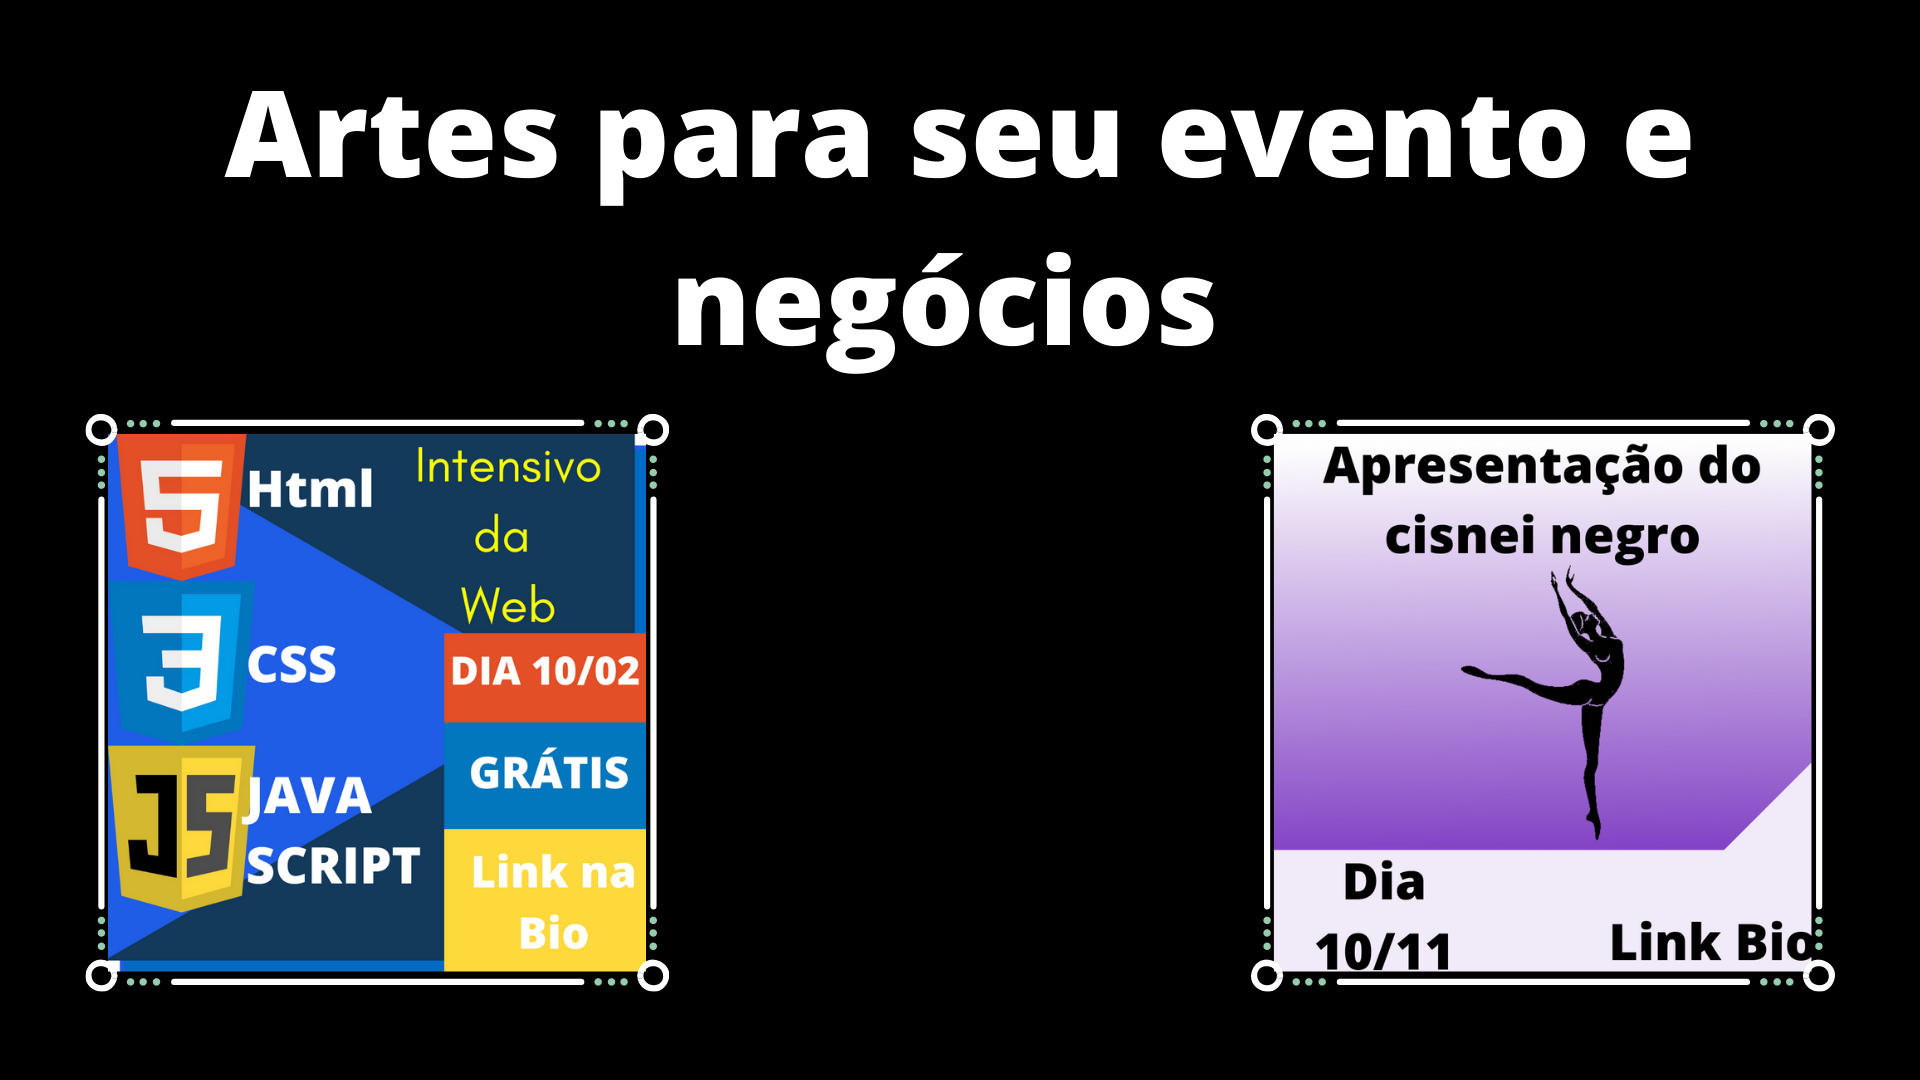 Artes para seu evento e
negócios
5
Html
Intensivo
da
Web
3
CSS
DIA 10/02
GRÁTIS
JS
JAVA
SCRIPT
Link na
Bio
Apresentação do
cisnei negro
Dia
10/11
Link Bio